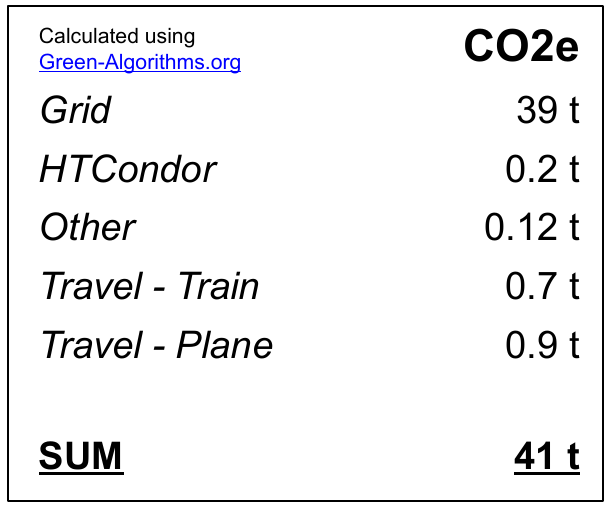 Calculated using
Green-Algorithms.org CO2e
Grid 39 t
HTCondor 0.2 t
Other 0.12 t
Travel - Train 0.7 t
Travel - Plane 0.9 t
SUM 41 t